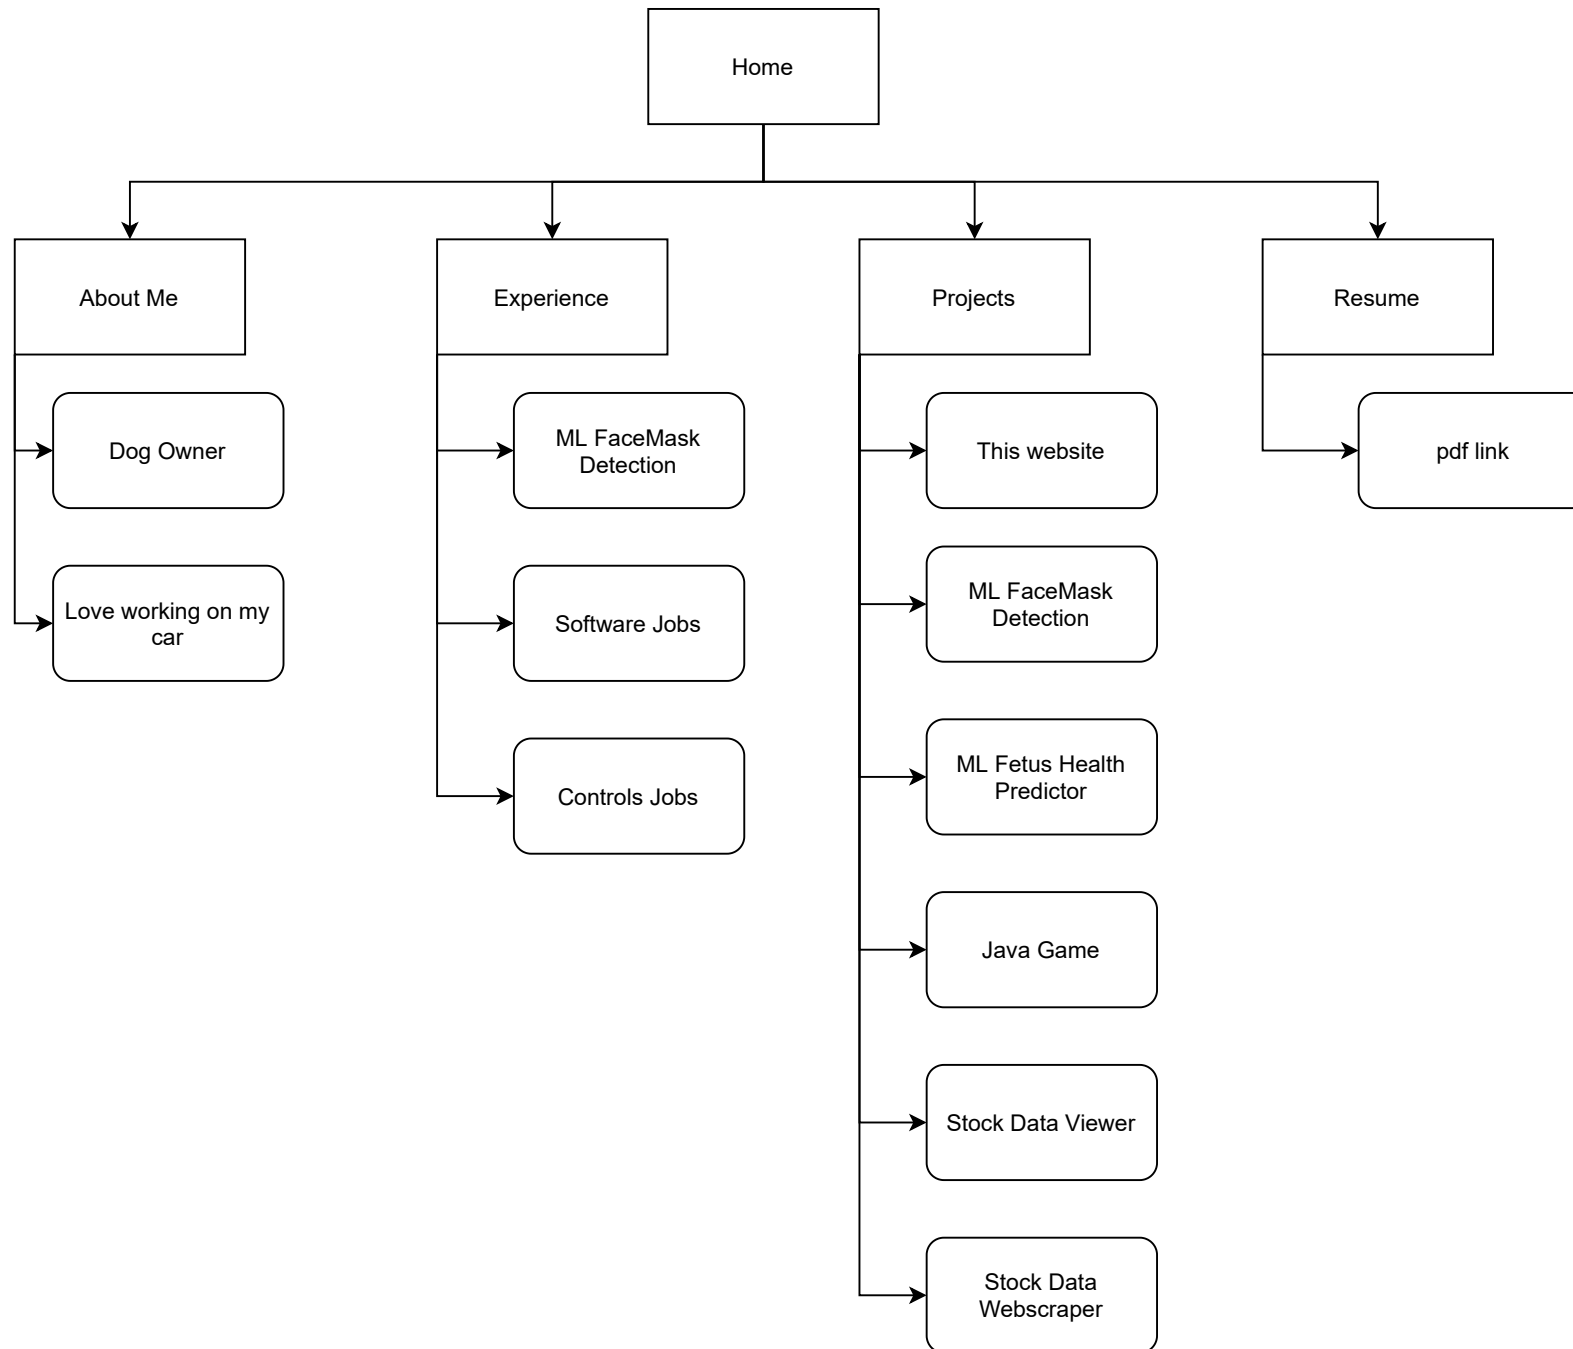 Home
About Me
Experience
Projects
Resume
Dog Owner
Love working on my
car
ML FaceMask
Detection
Software Jobs
Controls Jobs
This website
ML FaceMask
Detection
ML Fetus Health
Predictor
Java Game
Stock Data Viewer
Stock Data
Webscraper
pdf link